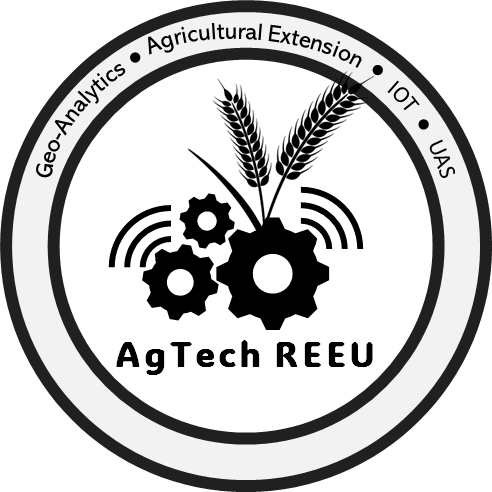 Geo-Analytics • Agricultural Extension • IOT • UAS
AgTech REEU